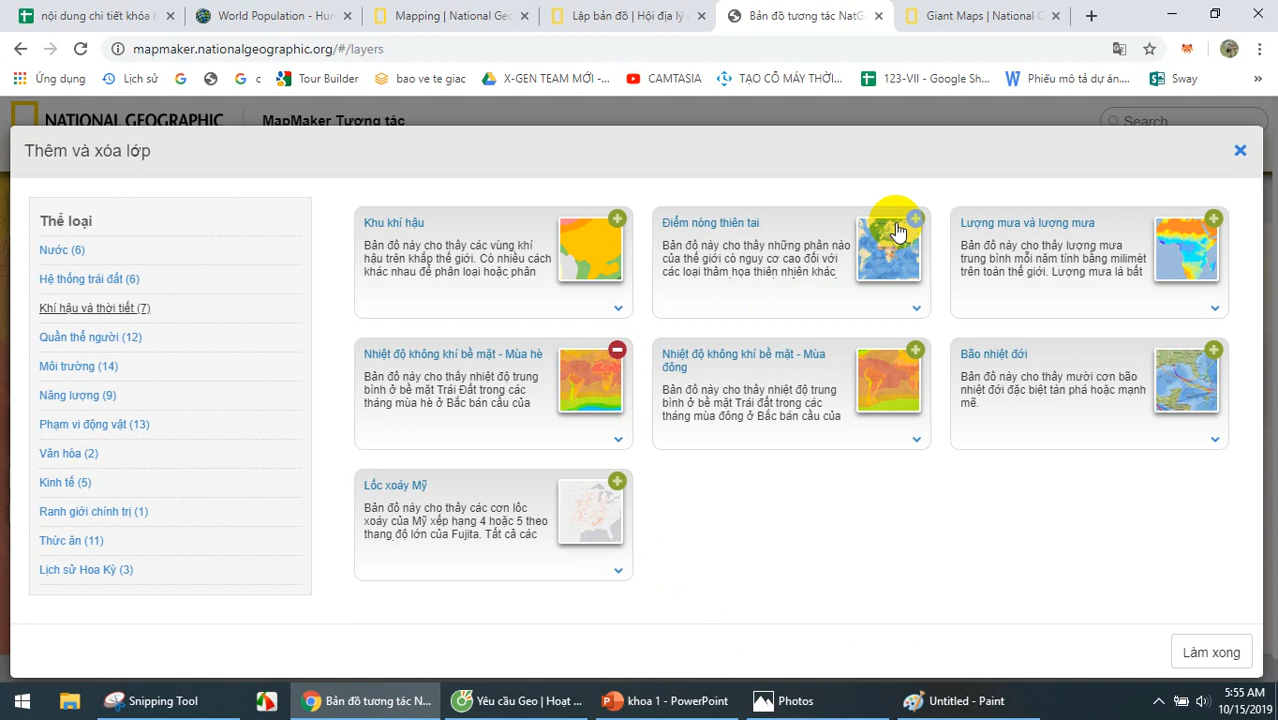 nội dung chi tiết khóa h
World Population - Hum
Mapping | National Geo
Lập bản đồ | Hội địa lý
Bản đồ tương tác NatGe
Giant Maps | National G
mapmaker.nationalgeographic.org/#/layers
Ứng dụng
Lịch sử
c
Tour Builder
bao ve te giac
X-GEN TEAM MỚI -...
CAMTASIA
TẠO CỖ MÁY THỜI...
123-VII - Google Sh...
Phiếu mô tả dự án....
Sway
NATIONAL GEOGRAPHIC
MapMaker Tương tác
Search
Thêm và xóa lớp
Thể loại
Nước (6)
Hệ thống trái đất (6)
Khí hậu và thời tiết (7)
Quần thể người (12)
Môi trường (14)
Năng lượng (9)
Phạm vi động vật (13)
Văn hóa (2)
Kinh tế (5)
Ranh giới chính trị (1)
Thức ăn (11)
Lịch sử Hoa Kỳ (3)
Khu khí hậu
Bản đồ này cho thấy các vùng khí
hậu trên khắp thế giới. Có nhiều cách
khác nhau để phân loại hoặc phân
Điểm nóng thiên tai
Bản đồ này cho thấy những phần nào
của thế giới có nguy cơ cao đối với
các loại thảm họa thiên nhiên khác
Lượng mưa và lượng mưa
Bản đồ này cho thấy lượng mưa
trung bình mỗi năm tính bằng milimét
trên toàn thế giới. Lượng mưa là bất
Nhiệt độ không khí bề mặt - Mùa hè
Bản đồ này cho thấy nhiệt độ trung
bình ở bề mặt Trái Đất trong các
tháng mùa hè ở Bắc bán cầu của
Nhiệt độ không khí bề mặt - Mùa
đông
Bản đồ này cho thấy nhiệt độ trung
bình ở bề mặt Trái đất trong các
tháng mùa đông ở Bắc bán cầu của
Bão nhiệt đới
Bản đồ này cho thấy mười cơn bão
nhiệt đới đặc biệt tàn phá hoặc mạnh
mẽ.
Lốc xoáy Mỹ
Bản đồ này cho thấy các cơn lốc
xoáy của Mỹ xếp hạng 4 hoặc 5 theo
thang độ lớn của Fujita. Tất cả các
Làm xong
Snipping Tool
Bản đồ tương tác N...
Yêu cầu Geo | Hoạt ...
khoa 1 - PowerPoint
Photos
Untitled - Paint
5:55 AM
10/15/2019